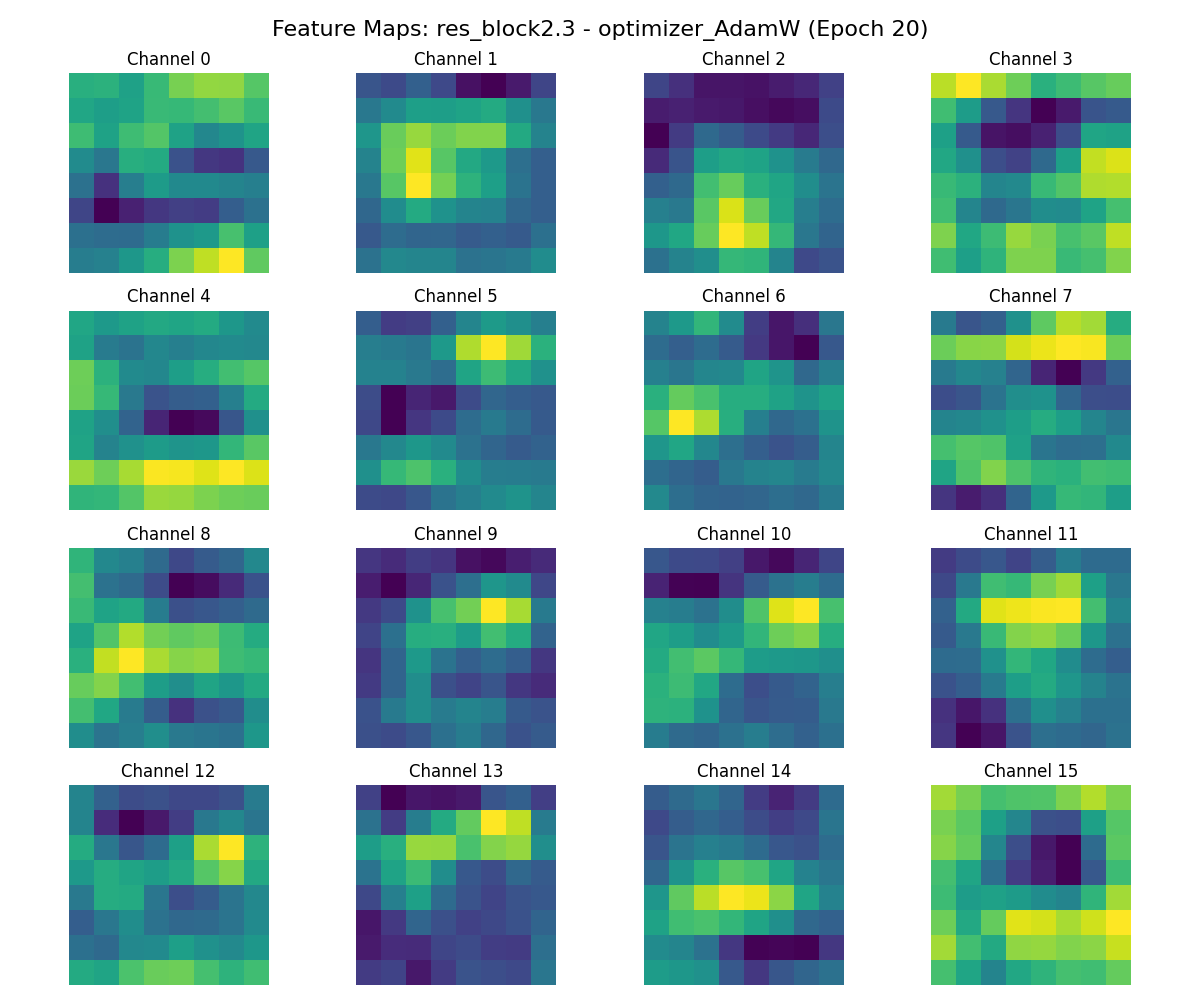 Feature Maps: res_block2.3 - optimizer_AdamW (Epoch 20)
Channel 0
Channel 1
Channel 2
Channel 3
Channel 4
Channel 5
Channel 6
Channel 7
Channel 8
Channel 9
Channel 10
Channel 11
Channel 12
Channel 13
Channel 14
Channel 15